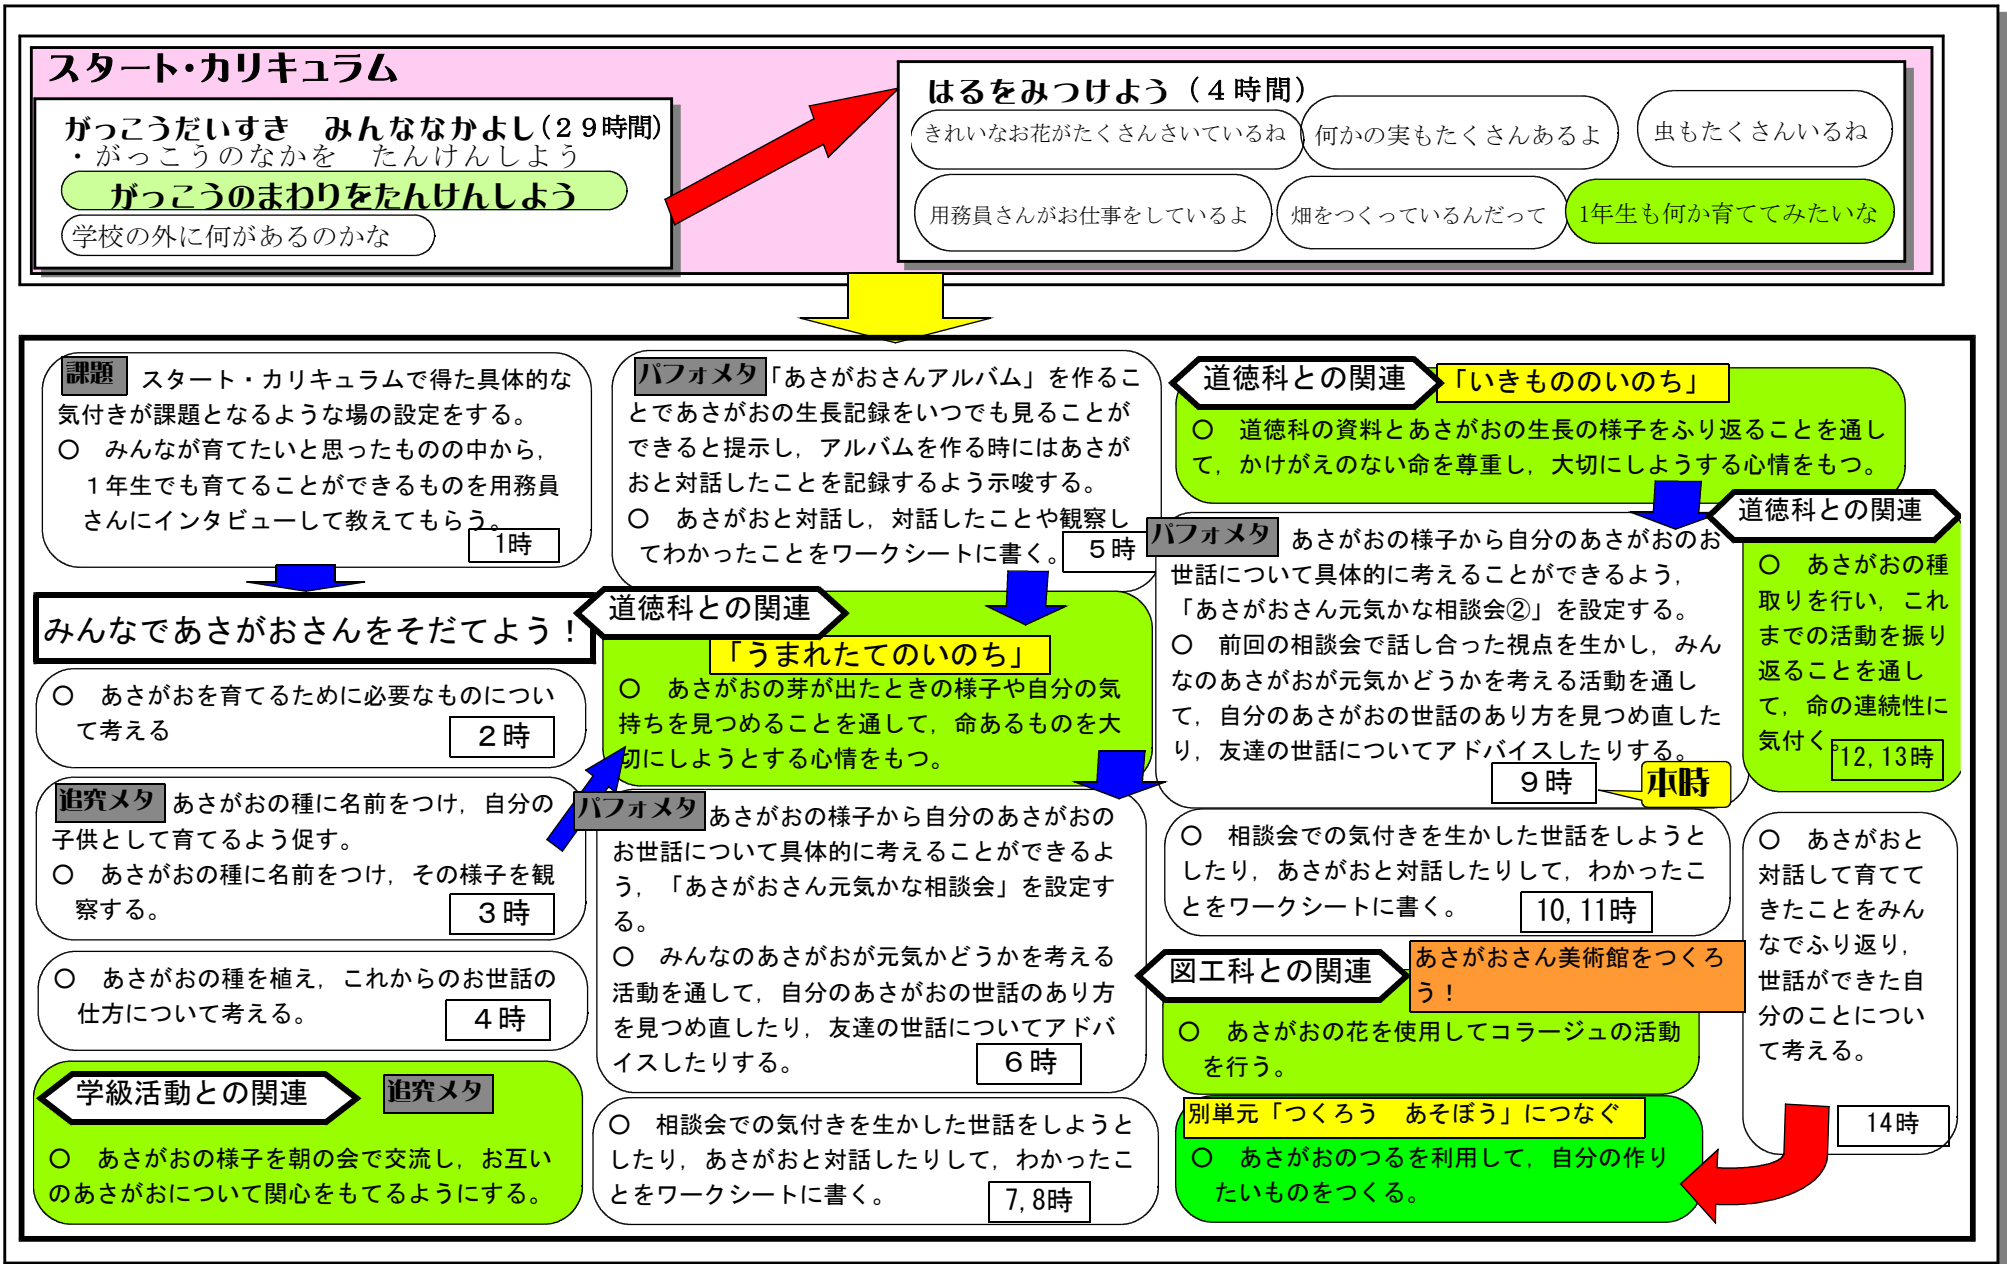 スタート・カリキュラム
がっこうだいすき　みんななかよし(２９時間)
・がっこうのなかを　たんけんしよう
がっこうのまわりをたんけんしよう
学校の外に何があるのかな
はるをみつけよう（４時間）
きれいなお花がたくさんさいているね
何かの実もたくさんあるよ
虫もたくさんいるね
用務員さんがお仕事をしているよ
畑をつくっているんだって
1年生も何か育ててみたいな
課題　スタート・カリキュラムで得た具体的な
気付きが課題となるような場の設定をする。
○　みんなが育てたいと思ったものの中から，
１年生でも育てることができるものを用務員
さんにインタビューして教えてもらう。
1時
みんなであさがおさんをそだてよう！
○　あさがおを育てるために必要なものについ
て考える
２時
追究メタ　あさがおの種に名前をつけ，自分の
子供として育てるよう促す。
○　あさがおの種に名前をつけ，その様子を観
察する。
３時
○　あさがおの種を植え，これからのお世話の
仕方について考える。
４時
学級活動との関連　追究メタ
○　あさがおの様子を朝の会で交流し，お互い
のあさがおについて関心をもてるようにする。
パフォメタ「あさがおさんアルバム」を作るこ
とであさがおの生長記録をいつでも見ることが
できると提示し，アルバムを作る時にはあさが
おと対話したことを記録するよう示唆する。
○　あさがおと対話し，対話したことや観察し
てわかったことをワークシートに書く。
５時
道徳科との関連
「うまれたてのいのち」
○　あさがおの芽が出たときの様子や自分の気
持ちを見つめることを通して，命あるものを大
切にしようとする心情をもつ。
パフォメタ　あさがおの様子から自分のあさがおの
お世話について具体的に考えることができるよ
う，「あさがおさん元気かな相談会」を設定す
る。
○　みんなのあさがおが元気かどうかを考える
活動を通して，自分のあさがおの世話のあり方
を見つめ直したり，友達の世話についてアドバ
イスしたりする。
６時
○　相談会での気付きを生かした世話をしようと
したり，あさがおと対話したりして，わかったこ
とをワークシートに書く。
7,8時
道徳科との関連　「いきもののいのち」
○　道徳科の資料とあさがおの生長の様子をふり返ることを通し
て，かけがえのない命を尊重し，大切にしようする心情をもつ。
パフォメタ　あさがおの様子から自分のあさがおのお
世話について具体的に考えることができるよう，
「あさがおさん元気かな相談会②」を設定する。
○　前回の相談会で話し合った視点を生かし，みん
なのあさがおが元気かどうかを考える活動を通し
て，自分のあさがおの世話のあり方を見つめ直した
り，友達の世話についてアドバイスしたりする。
９時
本時
○　相談会での気付きを生かした世話をしようと
したり，あさがおと対話したりして，わかったこ
とをワークシートに書く。
10,11時
図工科との関連
あさがおさん美術館をつくろ
う！
○　あさがおの花を使用してコラージュの活動
を行う。
別単元「つくろう　あそぼう」につなぐ
○　あさがおのつるを利用して，自分の作り
たいものをつくる。
道徳科との関連
○　あさがおの種
取りを行い，これ
までの活動を振り
返ることを通し
て，命の連続性に
気付く。
12,13時
○　あさがおと
対話して育てて
きたことをみん
なでふり返り，
世話ができた自
分のことについ
て考える。
14時